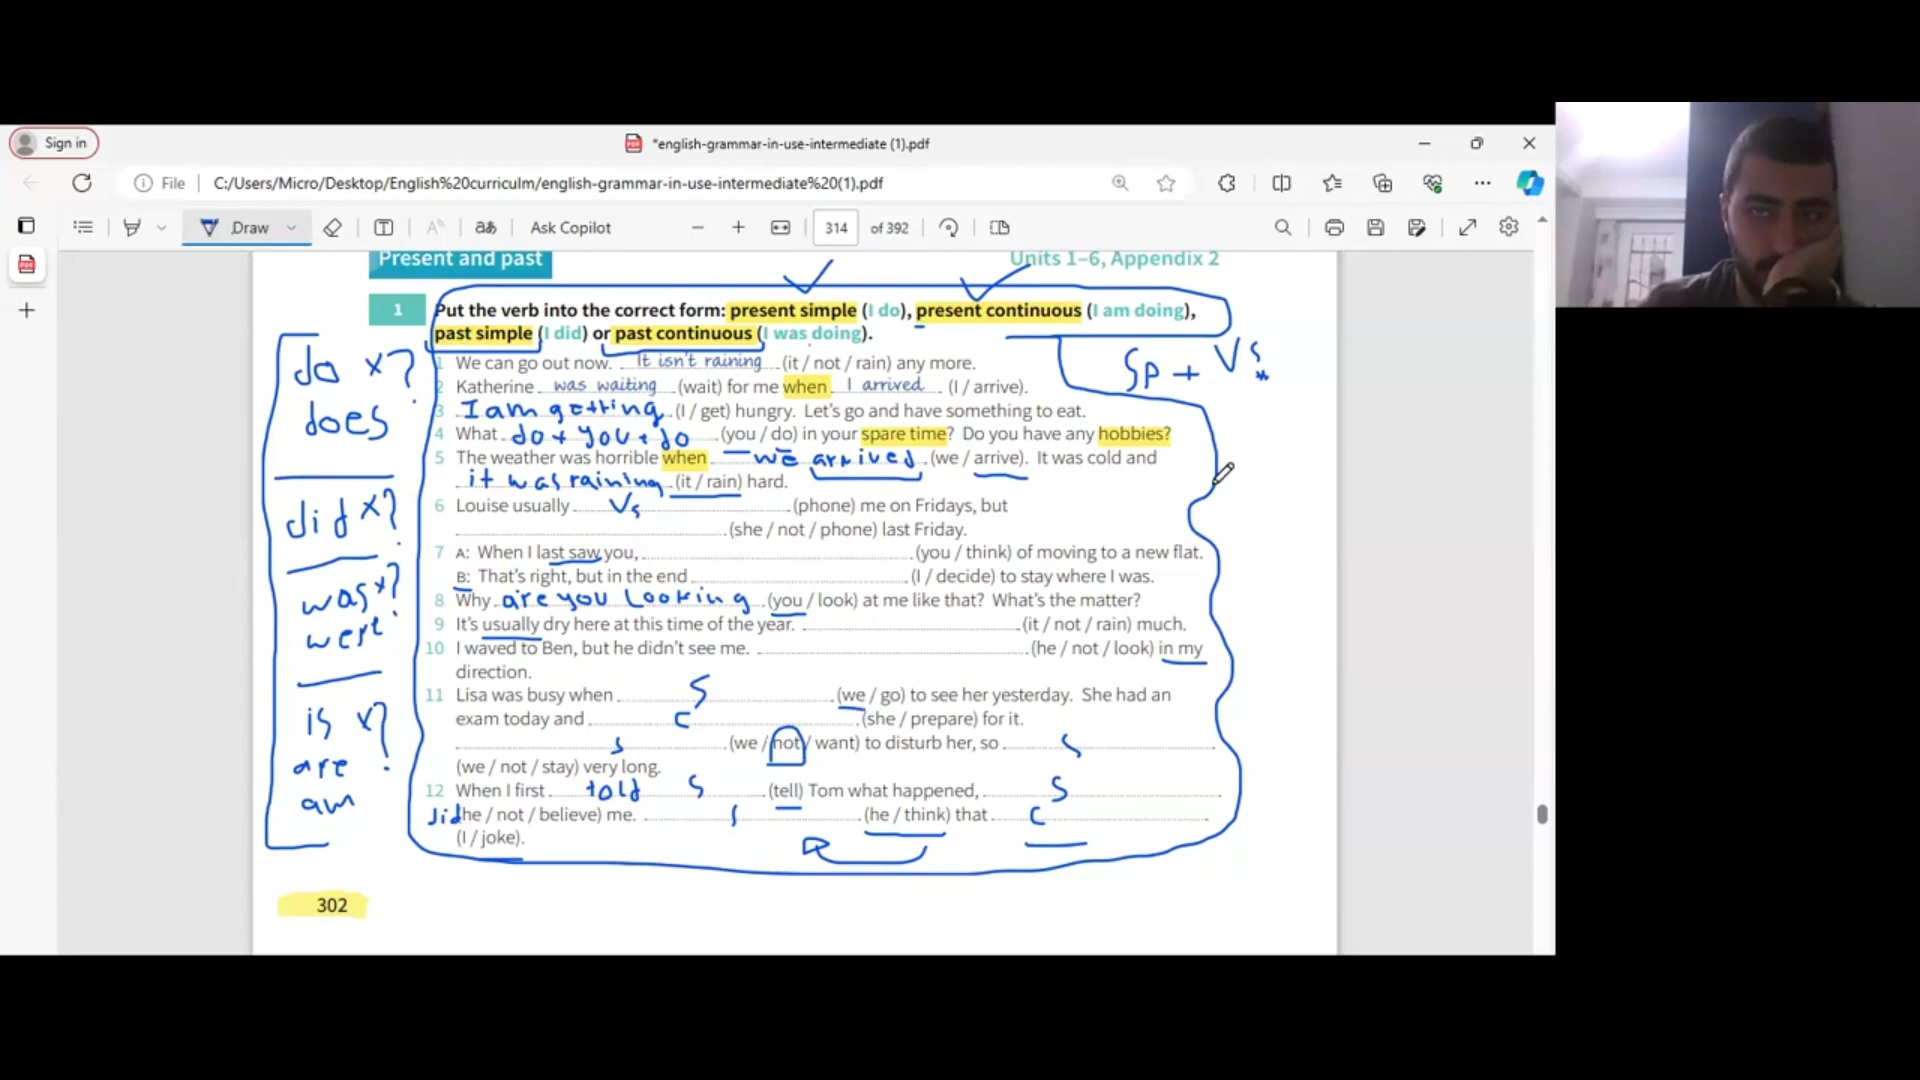 Sign in
*english-grammar-in-use-intermediate (1).pdf
File C:/Users/Micro/Desktop/English%20curriculm/english-grammar-in-use-intermediate%20(1).pdf
Draw
Ask Copilot
314 of 392
Present and past Units 1–6, Appendix 2
1 Put the verb into the correct form: present simple (I do), present continuous (I am doing),
past simple (I did) or past continuous (I was doing).
1 We can go out now. It isn't raining (it / not / rain) any more.
2 Katherine was waiting (wait) for me when I arrived (I / arrive).
3 I am getting (I / get) hungry. Let's go and have something to eat.
4 What do + you + do (you / do) in your spare time? Do you have any hobbies?
5 The weather was horrible when we arrived (we / arrive). It was cold and
it was raining (it / rain) hard.
6 Louise usually Vs (phone) me on Fridays, but
(she / not / phone) last Friday.
7 A: When I last saw you, (you / think) of moving to a new flat.
B: That's right, but in the end (I / decide) to stay where I was.
8 Why are you looking (you / look) at me like that? What's the matter?
9 It's usually dry here at this time of the year. (it / not / rain) much.
10 I waved to Ben, but he didn't see me. (he / not / look) in my
direction.
11 Lisa was busy when S (we / go) to see her yesterday. She had an
exam today and C (she / prepare) for it.
S (we / not / want) to disturb her, so S
(we / not / stay) very long.
12 When I first told S (tell) Tom what happened, S
did (he / not / believe) me. S (he / think) that C
(I / joke).
302
do x ?
does
did x ?
was x ?
were
is x ?
are
am
Sp + Vs